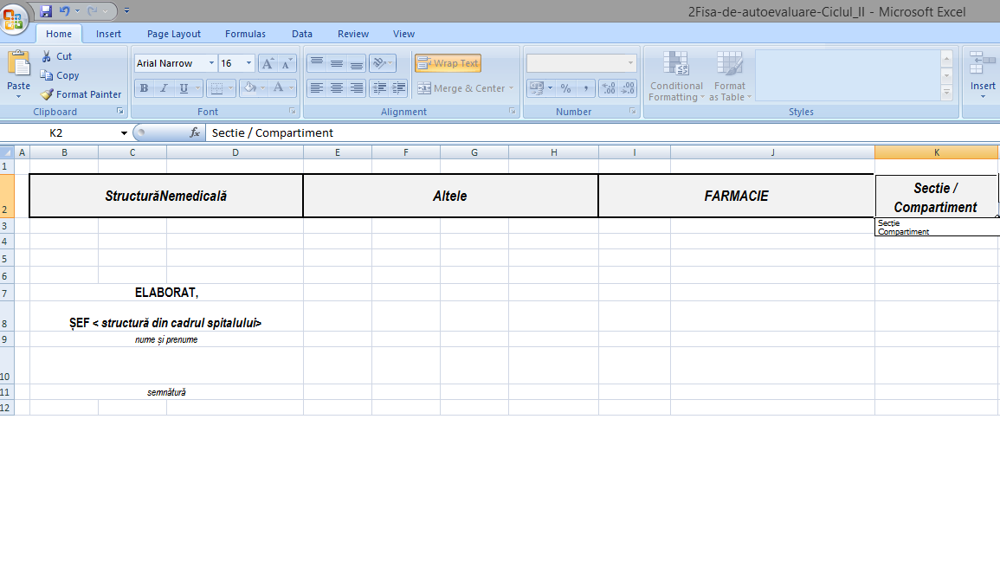 2Fisa-de-autoevaluare-Ciclul_II - Microsoft Excel
Home Insert Page Layout Formulas Data Review View
Paste
Cut
Copy
Format Painter
Clipboard
Arial Narrow 16
B I U
Font
Wrap Text
Merge & Center
Alignment
% ,
Number
Conditional Formatting
Format as Table
Styles
Insert
K2 fx Sectie / Compartiment
A B C D E F G H I J K
1
2 StructurăNemedicală Altele FARMACIE Sectie /
Compartiment
3 Sectie
Compartiment
4
5
6
7 ELABORAT,
8 ȘEF < structură din cadrul spitalului>
9 nume și prenume
10
11 semnătură
12